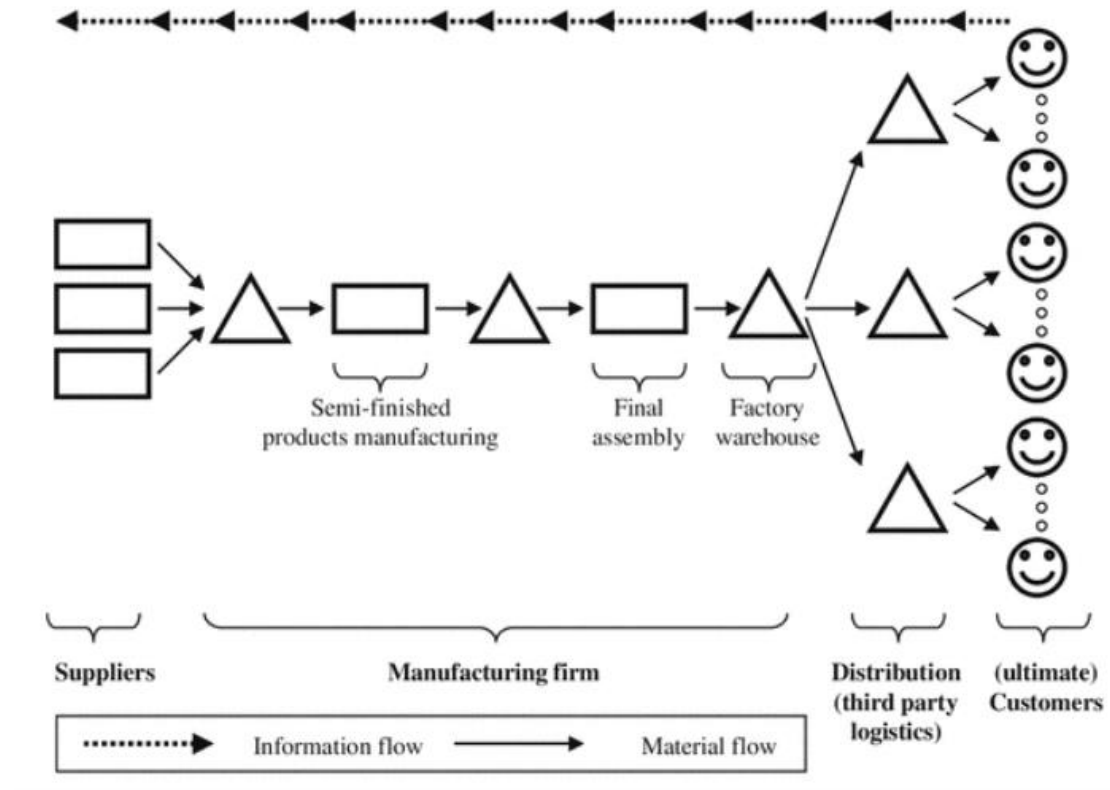 Semi-finished
products manufacturing
Final
assembly
Factory
warehouse
Suppliers
Manufacturing firm
Distribution
(third party
logistics)
(ultimate)
Customers
Information flow
Material flow